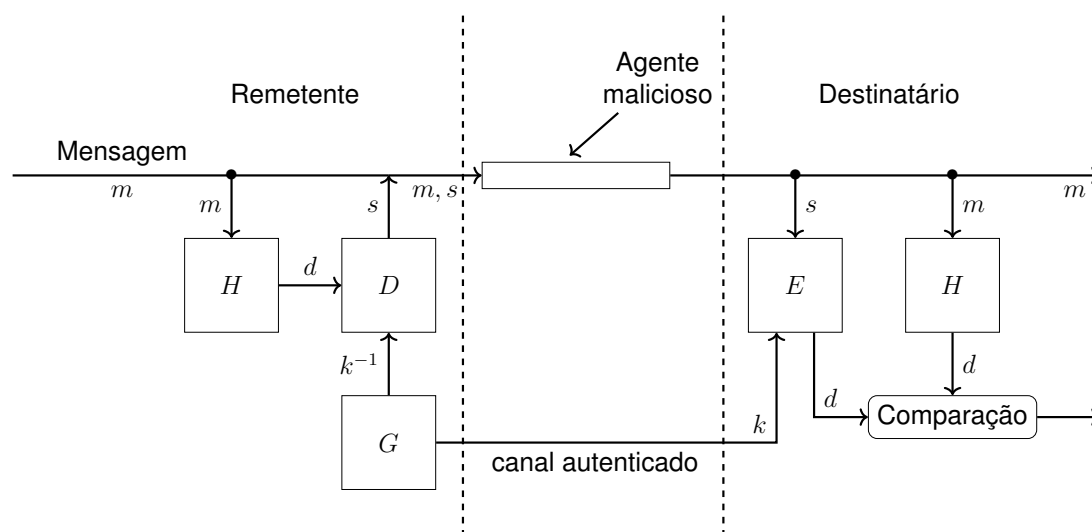 Agente
malicioso
Remetente
Destinatário
Mensagem
m
m, s
m
m
s
s
m
H
d
D
E
H
k⁻¹
d
d
Comparação
G
k
canal autenticado